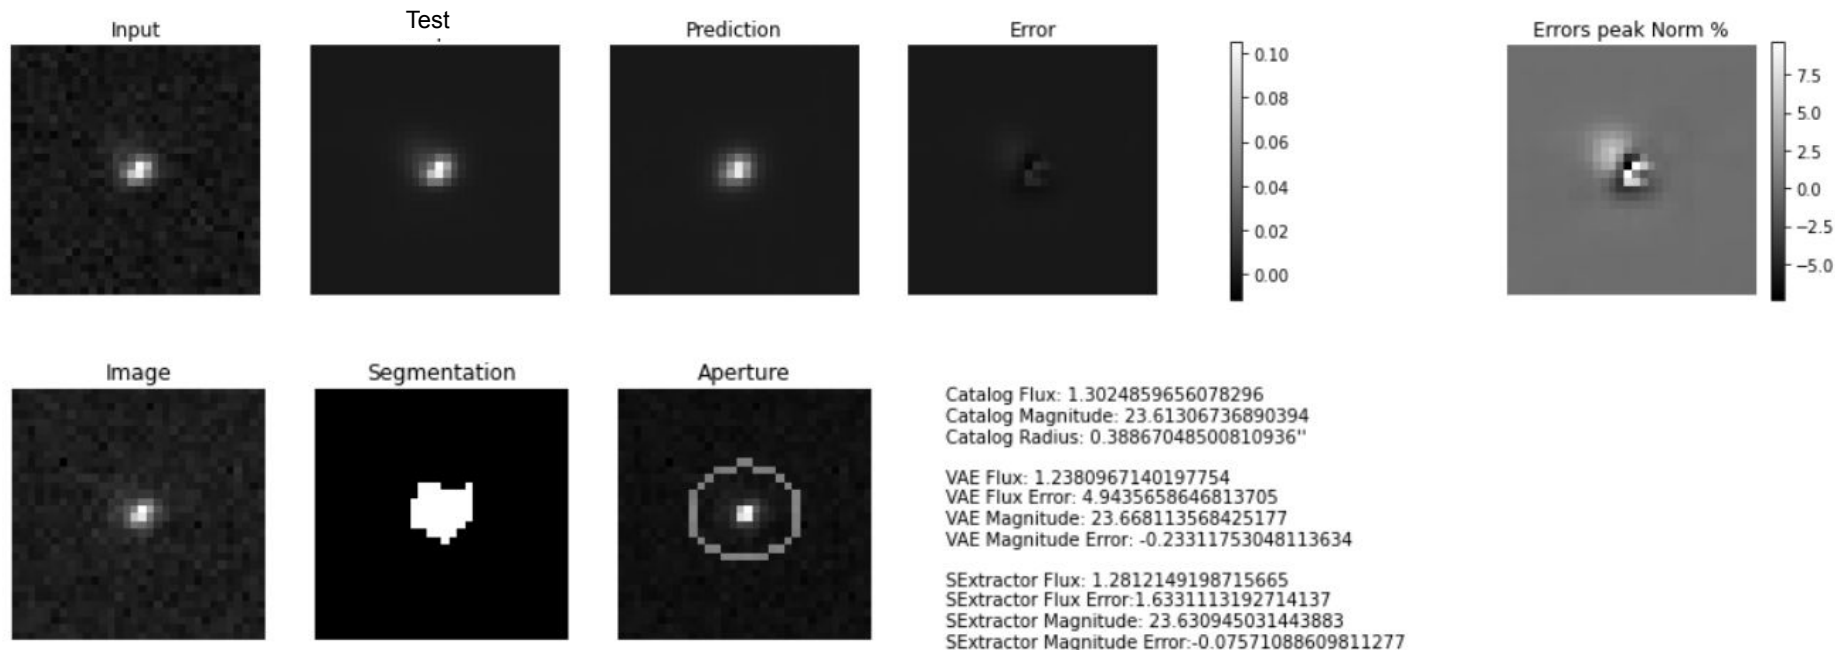 Input
Test
Prediction
Error
Errors peak Norm %
0.10
0.08
0.06
0.04
0.02
0.00
7.5
5.0
2.5
0.0
−2.5
−5.0
Image
Segmentation
Aperture
Catalog Flux: 1.3024859656078296
Catalog Magnitude: 23.61306736890394
Catalog Radius: 0.38867048500810936''
VAE Flux: 1.2380967140197754
VAE Flux Error: 4.9435658646813705
VAE Magnitude: 23.668113568425177
VAE Magnitude Error: -0.23311753048113634
SExtractor Flux: 1.2812149198715665
SExtractor Flux Error:1.6331113192714137
SExtractor Magnitude: 23.630945031443883
SExtractor Magnitude Error:-0.07571088609811277